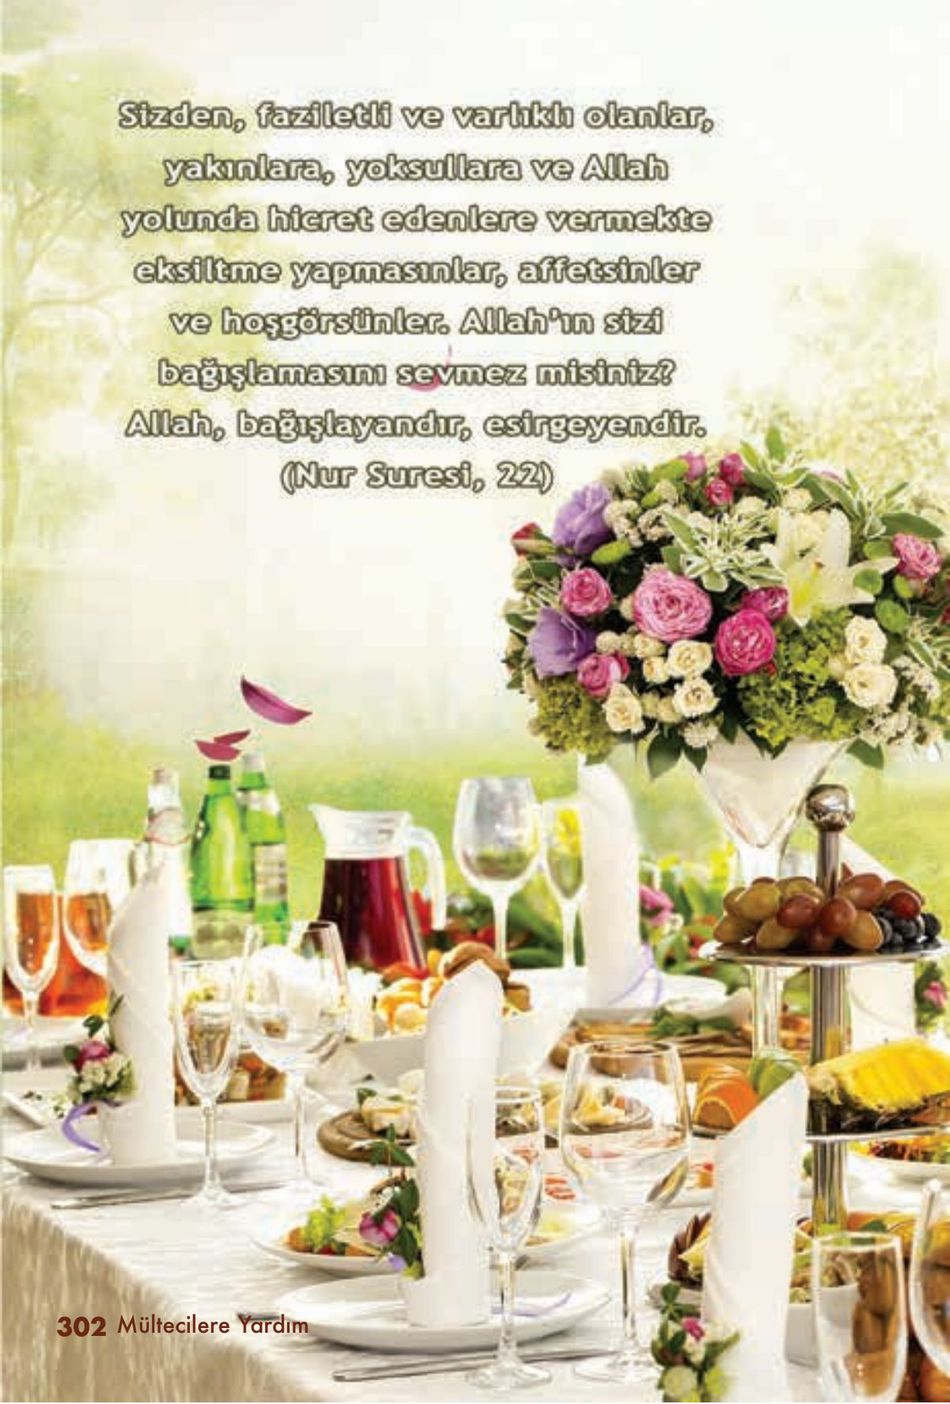 Sizden, faziletli ve varlıklı olanlar,
yakınlara, yoksullara ve Allah
yolunda hicret edenlere vermekte
eksiltme yapmasınlar, affetsinler
ve hoşgörsünler. Allah'ın sizi
bağışlamasını sevmez misiniz?
Allah, bağışlayandır, esirgeyendir.
(Nur Suresi, 22)
302 Mültecilere Yardım